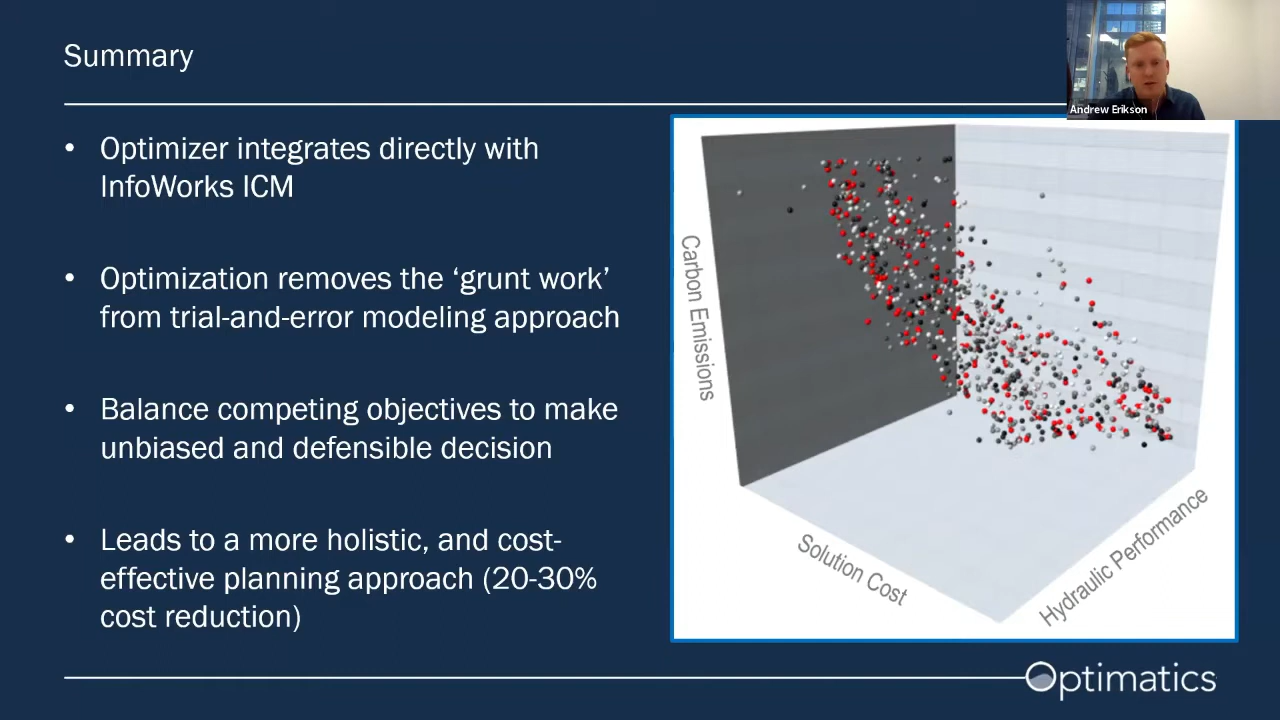 Summary
Andrew Erikson
• Optimizer integrates directly with
InfoWorks ICM
• Optimization removes the ‘grunt work’
from trial-and-error modeling approach
• Balance competing objectives to make
unbiased and defensible decision
• Leads to a more holistic, and cost-
effective planning approach (20-30%
cost reduction)
Carbon Emissions
Solution Cost
Hydraulic Performance
Optimatics